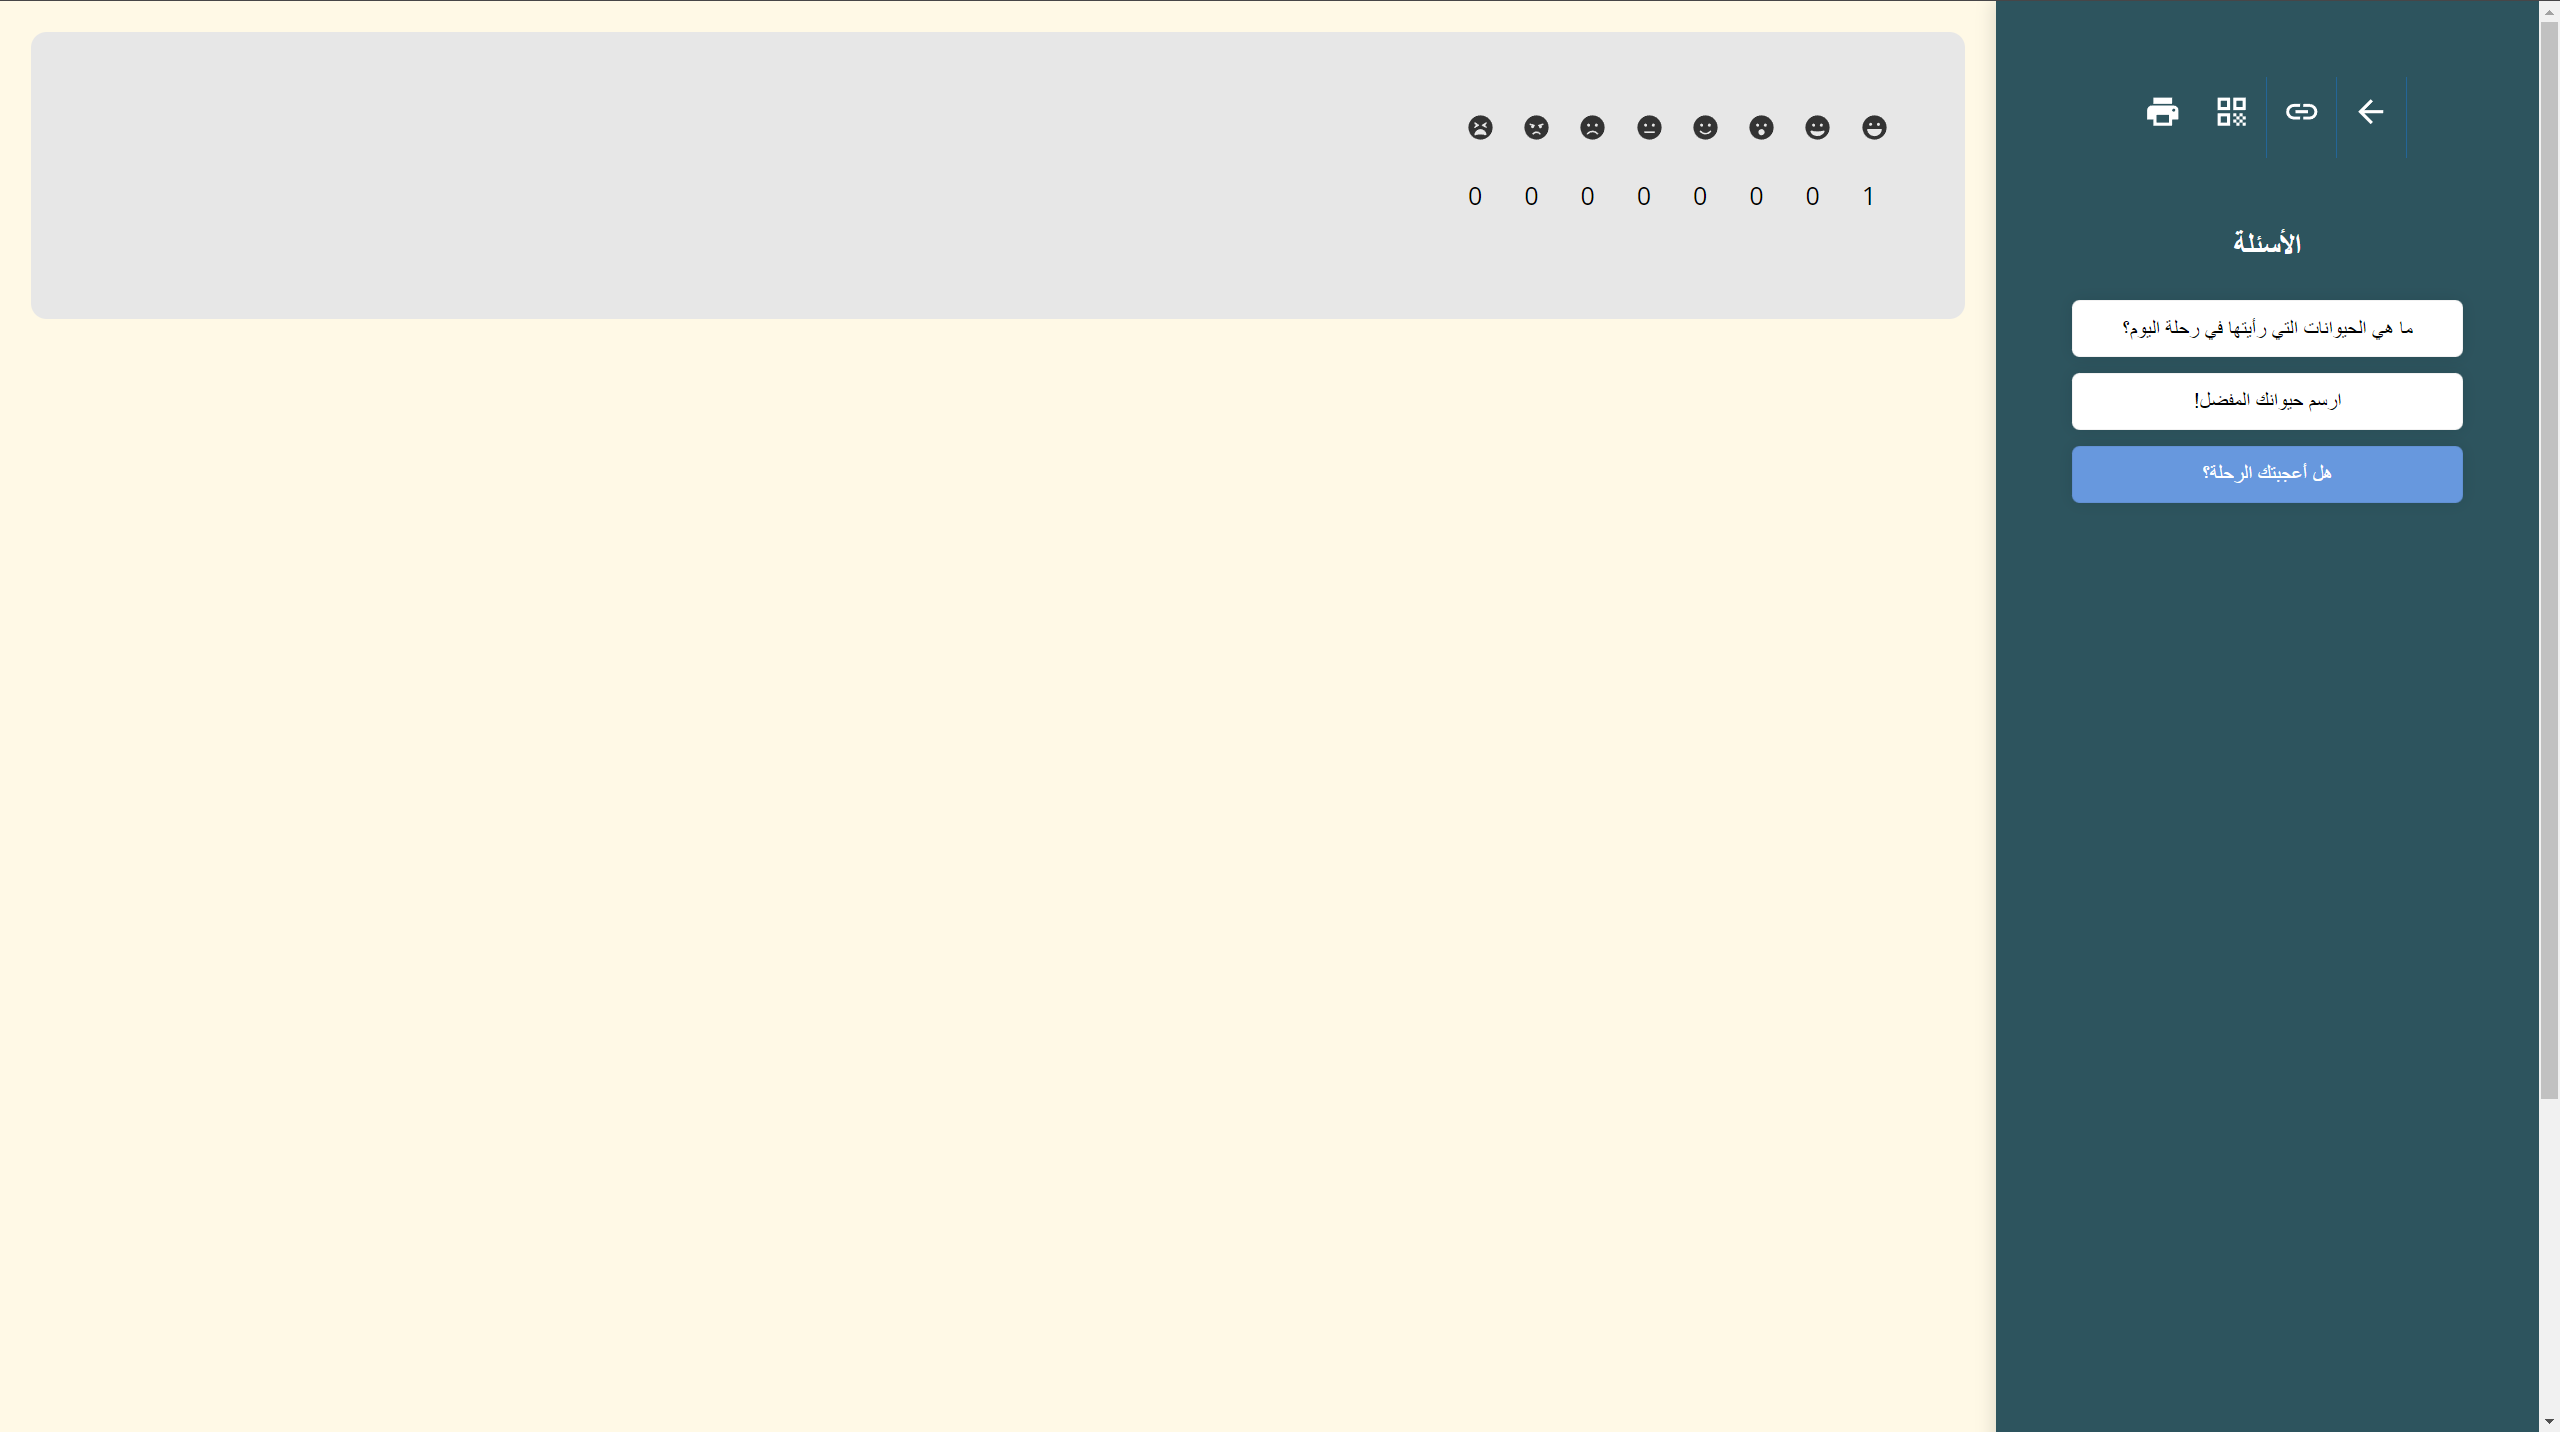 الأسئلة
ما هي الحيوانات التي رأيتها في رحلة اليوم؟
ارسم حيوانك المفضل!
هل أعجبتك الرحلة؟
1 0 0 0 0 0 0 0